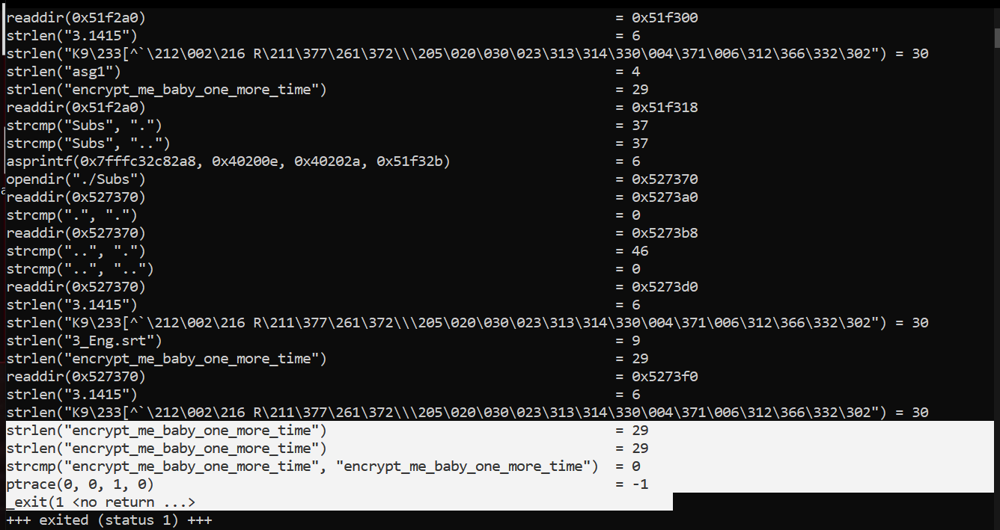 readdir(0x51f2a0) = 0x51f300
strlen("3.1415") = 6
strlen("K9\233[^`\212\002\216 R\211\377\261\372\\\205\020\030\023\313\314\330\004\371\006\312\366\332\302") = 30
strlen("asg1") = 4
strlen("encrypt_me_baby_one_more_time") = 29
readdir(0x51f2a0) = 0x51f318
strcmp("Subs", ".") = 37
strcmp("Subs", "..") = 37
asprintf(0x7fffc32c82a8, 0x40200e, 0x40202a, 0x51f32b) = 6
opendir("./Subs") = 0x527370
a
readdir(0x527370) = 0x5273a0
strcmp(".", ".") = 0
readdir(0x527370) = 0x5273b8
strcmp("..", ".") = 46
strcmp("..", "..") = 0
readdir(0x527370) = 0x5273d0
strlen("3.1415") = 6
strlen("K9\233[^`\212\002\216 R\211\377\261\372\\\205\020\030\023\313\314\330\004\371\006\312\366\332\302") = 30
strlen("3_Eng.srt") = 9
strlen("encrypt_me_baby_one_more_time") = 29
readdir(0x527370) = 0x5273f0
strlen("3.1415") = 6
strlen("K9\233[^`\212\002\216 R\211\377\261\372\\\205\020\030\023\313\314\330\004\371\006\312\366\332\302") = 30
strlen("encrypt_me_baby_one_more_time") = 29
strlen("encrypt_me_baby_one_more_time") = 29
strcmp("encrypt_me_baby_one_more_time", "encrypt_me_baby_one_more_time") = 0
ptrace(0, 0, 1, 0) = -1
_exit(1 <no return ...>
+++ exited (status 1) +++